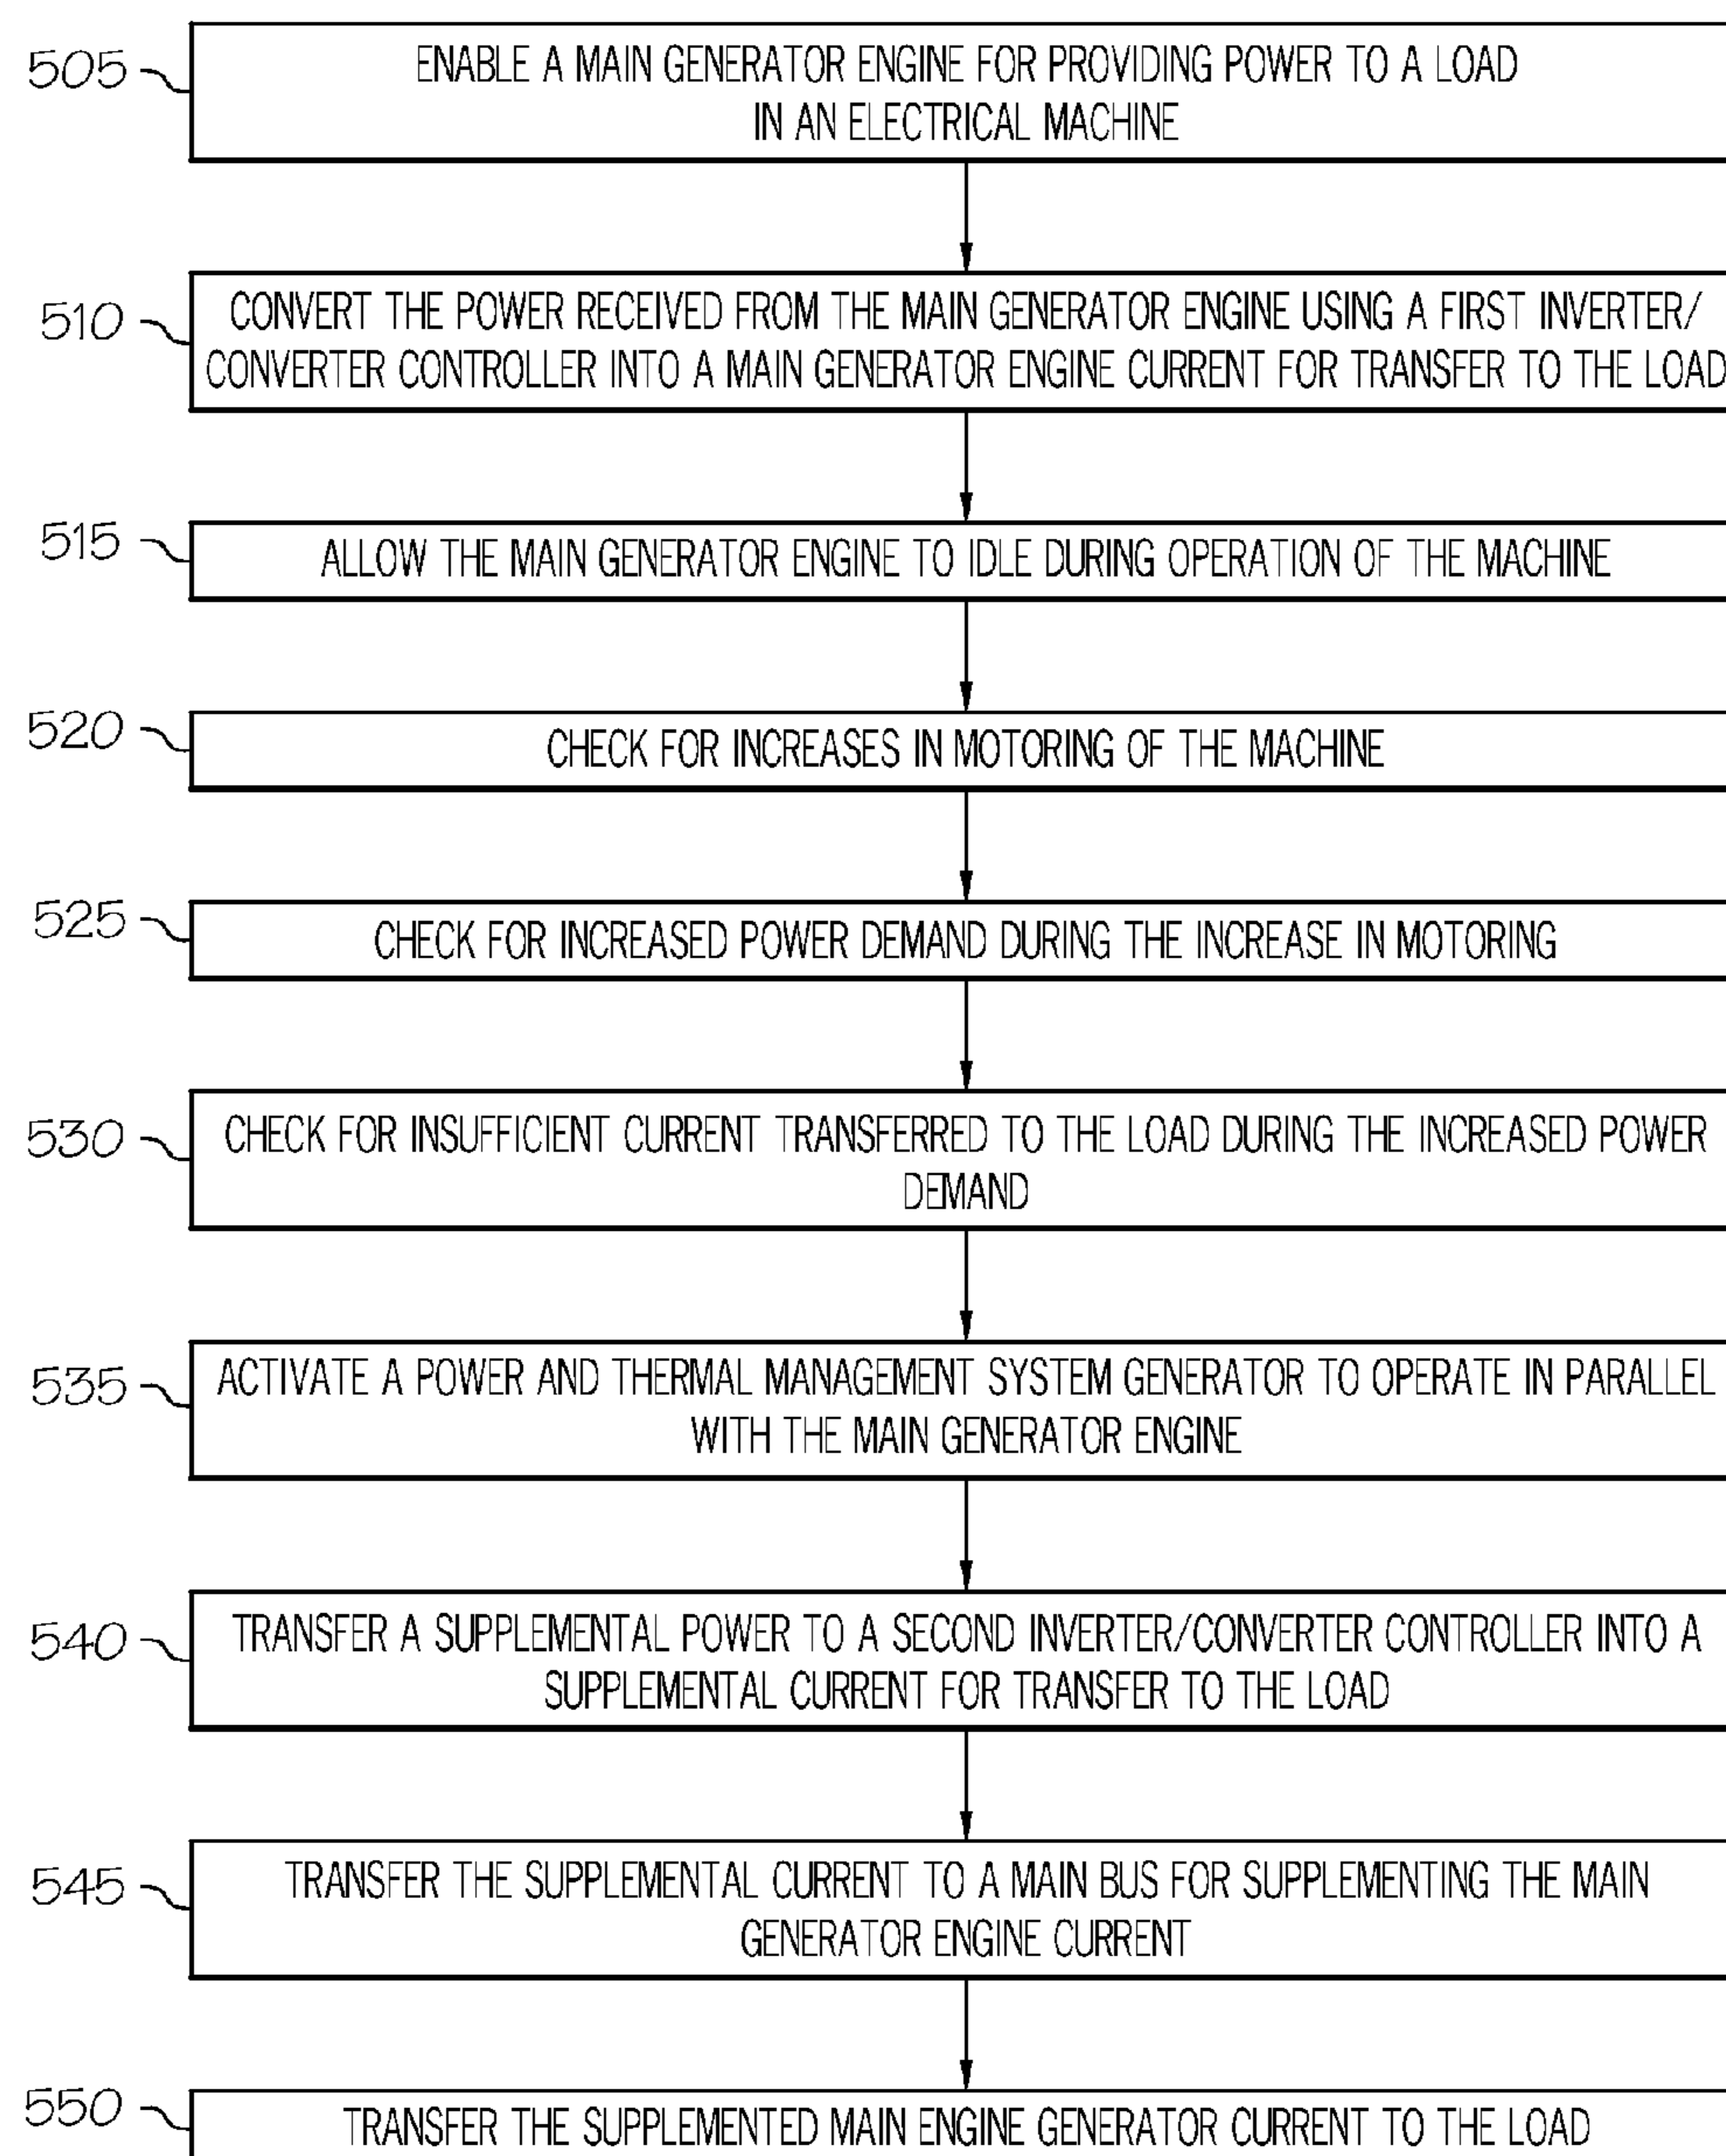 505
ENABLE A MAIN GENERATOR ENGINE FOR PROVIDING POWER TO A LOAD
IN AN ELECTRICAL MACHINE
510
CONVERT THE POWER RECEIVED FROM THE MAIN GENERATOR ENGINE USING A FIRST INVERTER/
CONVERTER CONTROLLER INTO A MAIN GENERATOR ENGINE CURRENT FOR TRANSFER TO THE LOAD
515
ALLOW THE MAIN GENERATOR ENGINE TO IDLE DURING OPERATION OF THE MACHINE
520
CHECK FOR INCREASES IN MOTORING OF THE MACHINE
525
CHECK FOR INCREASED POWER DEMAND DURING THE INCREASE IN MOTORING
530
CHECK FOR INSUFFICIENT CURRENT TRANSFERRED TO THE LOAD DURING THE INCREASED POWER
DEMAND
535
ACTIVATE A POWER AND THERMAL MANAGEMENT SYSTEM GENERATOR TO OPERATE IN PARALLEL
WITH THE MAIN GENERATOR ENGINE
540
TRANSFER A SUPPLEMENTAL POWER TO A SECOND INVERTER/CONVERTER CONTROLLER INTO A
SUPPLEMENTAL CURRENT FOR TRANSFER TO THE LOAD
545
TRANSFER THE SUPPLEMENTAL CURRENT TO A MAIN BUS FOR SUPPLEMENTING THE MAIN
GENERATOR ENGINE CURRENT
550
TRANSFER THE SUPPLEMENTED MAIN ENGINE GENERATOR CURRENT TO THE LOAD